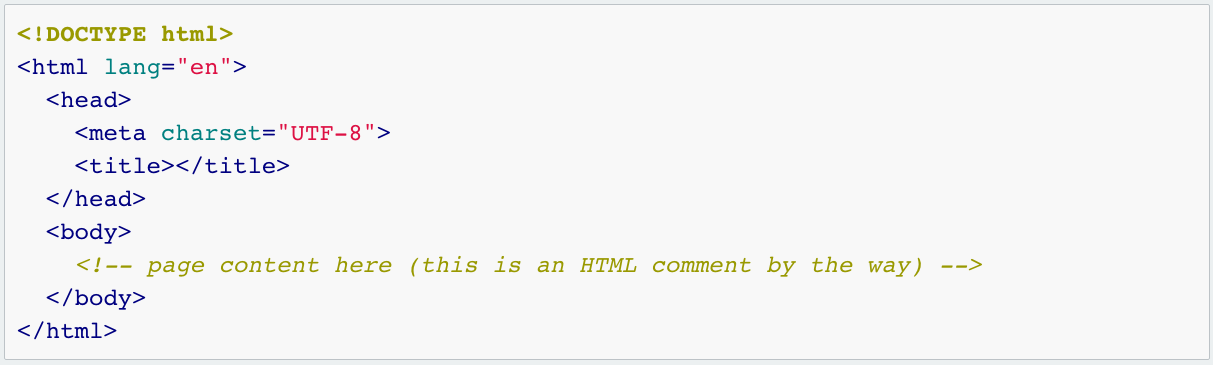 <!DOCTYPE html>
<html lang="en">
  <head>
    <meta charset="UTF-8">
    <title></title>
  </head>
  <body>
    <!-- page content here (this is an HTML comment by the way) -->
  </body>
</html>